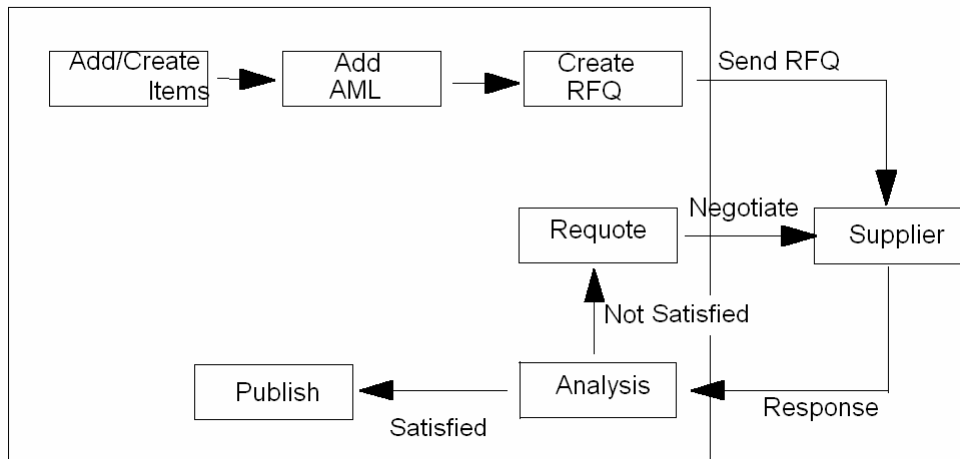 Add/Create
Items
Add
AML
Create
RFQ
Send RFQ
Requote
Negotiate
Supplier
Not Satisfied
Publish
Satisfied
Analysis
Response